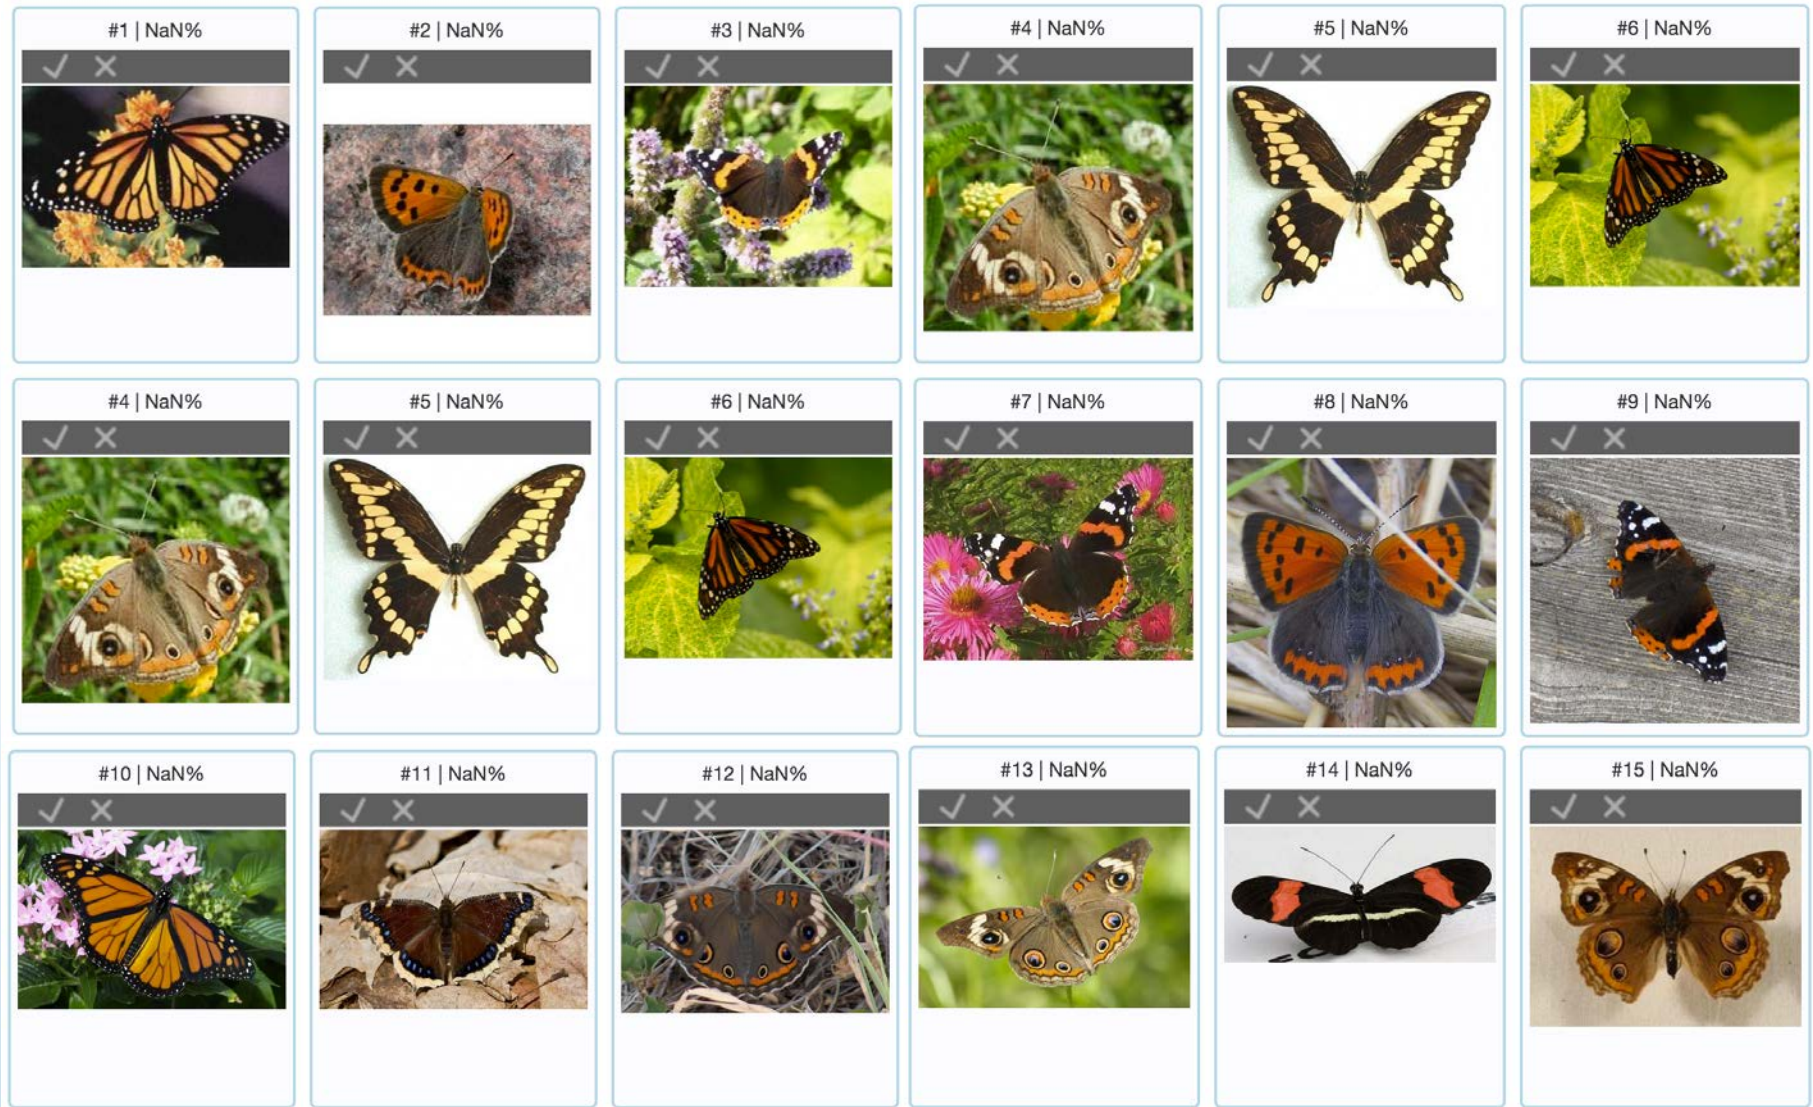 #1 | NaN%
#2 | NaN%
#3 | NaN%
#4 | NaN%
#5 | NaN%
#6 | NaN%
#4 | NaN%
#5 | NaN%
#6 | NaN%
#7 | NaN%
#8 | NaN%
#9 | NaN%
#10 | NaN%
#11 | NaN%
#12 | NaN%
#13 | NaN%
#14 | NaN%
#15 | NaN%